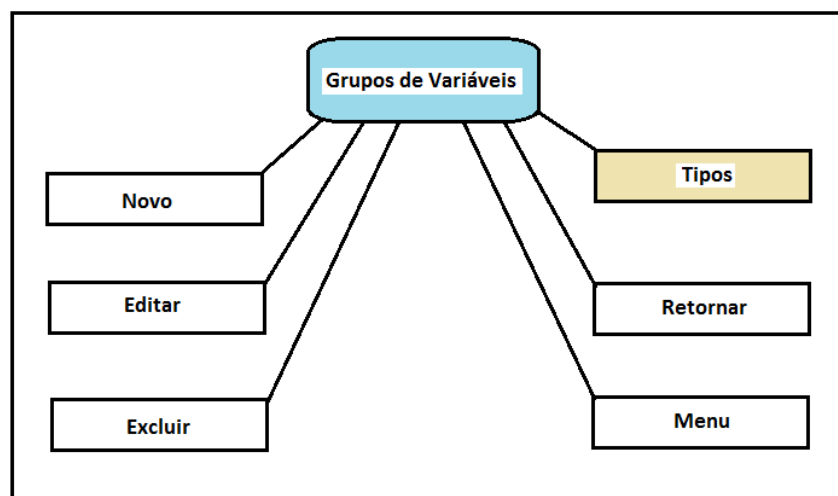 Grupos de Variáveis
Novo
Tipos
Editar
Retornar
Excluir
Menu